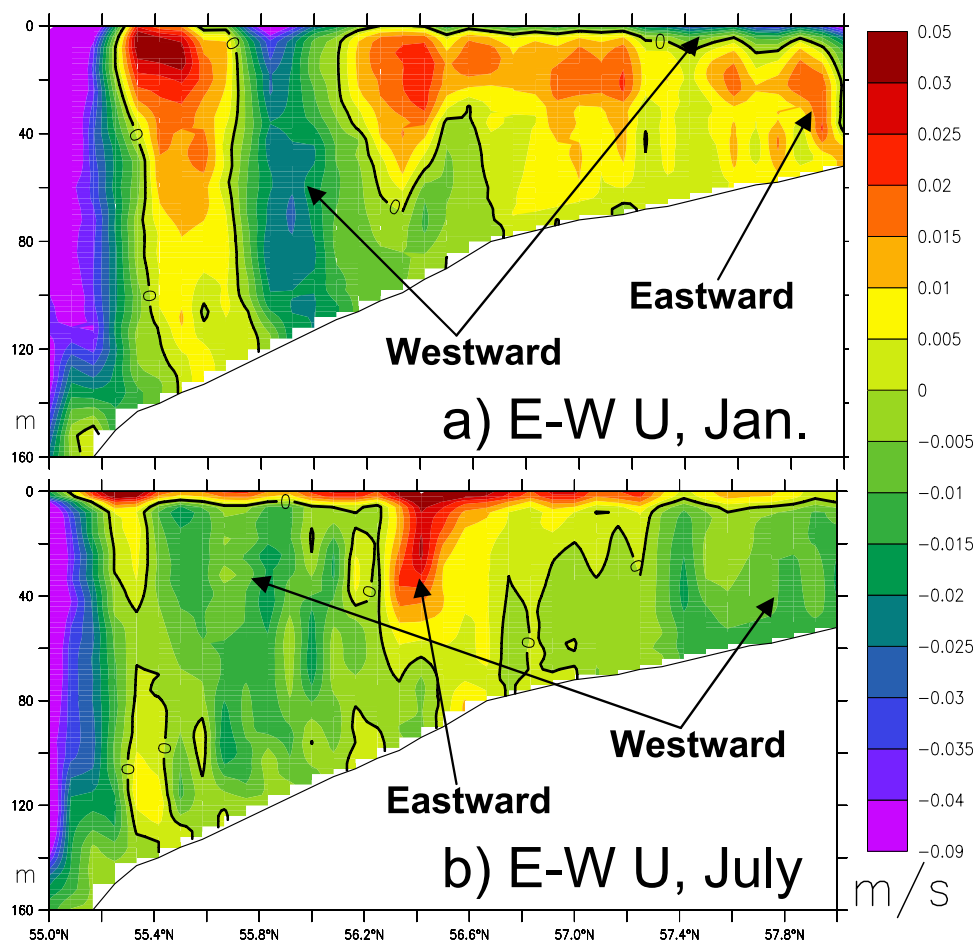 0
40
80
120
m
160
0
0
0
0
0
Westward
Eastward
a) E-W U, Jan.
0
40
80
120
m
160
0
0
0
0
0
0
Westward
Eastward
b) E-W U, July
55.0°N
55.4°N
55.8°N
56.2°N
56.6°N
57.0°N
57.4°N
57.8°N
0.05
0.03
0.025
0.02
0.015
0.01
0.005
0
−0.005
−0.01
−0.015
−0.02
−0.025
−0.03
−0.035
−0.04
−0.09
m/s